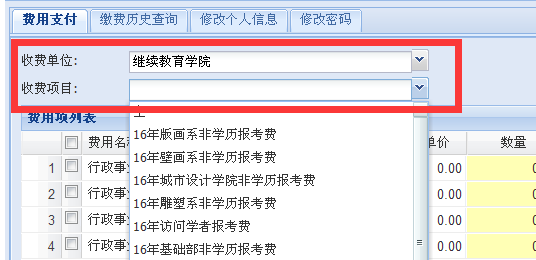 费用支付 缴费历史查询 修改个人信息 修改密码
收费单位: 继续教育学院
收费项目:
费用项列表
16年版画系非学历报考费
费用名 单价 数量
16年壁画系非学历报考费
1 行政事 0.00
16年城市设计学院非学历报考费
2 行政事 0.00
16年雕塑系非学历报考费
3 行政事 0.00
16年访问学者报考费
4 行政事 0.00
16年基础部非学历报考费